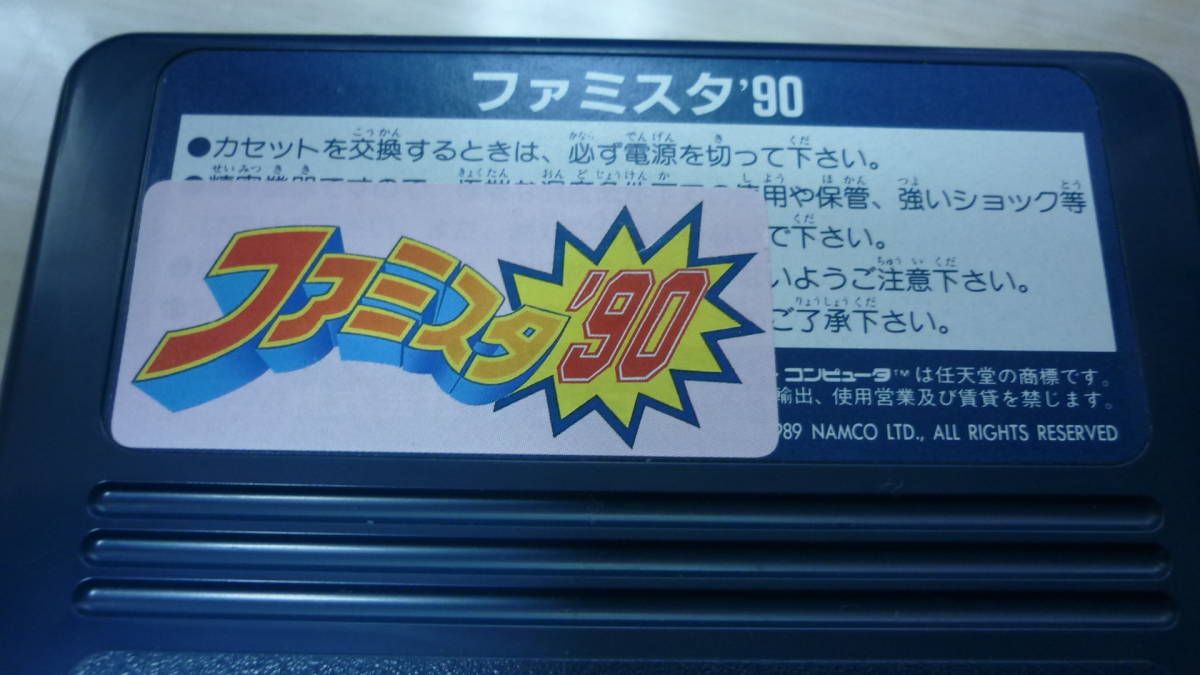 ファミスタ'90
●カセットを交換するときは、必ず電源を切って下さい。
用や保管、強いショック等
で下さい。
いようご注意下さい。
ご了承下さい。
ファミスタ'90
コンピュータ™は任天堂の商標です。
輸出、使用営業及び賃貸を禁じます。
989 NAMCO LTD., ALL RIGHTS RESERVED